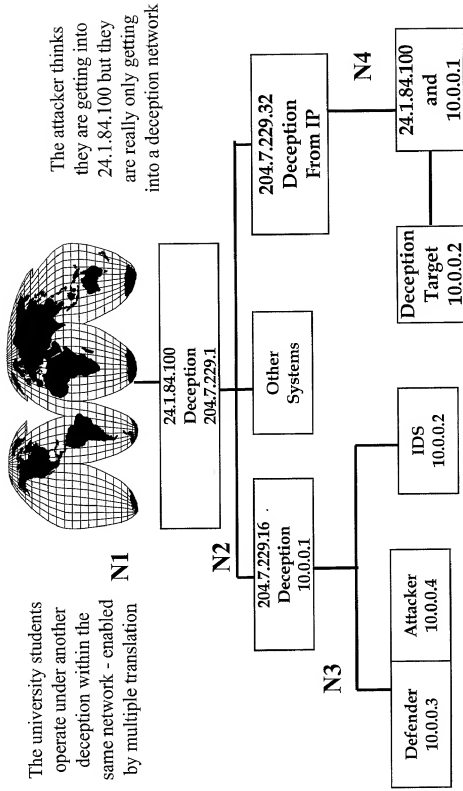 The university students
operate under another
deception within the
same network - enabled
by multiple translation
The attacker thinks
they are getting into
24.1.84.100 but they
are really only getting
into a deception network
N1
24.1.84.100
Deception
204.7.229.1
N2
204.7.229.16
Deception
10.0.0.1
Other
Systems
204.7.229.32
Deception
From IP
N3
N4
Defender
10.0.0.3
Attacker
10.0.0.4
IDS
10.0.0.2
Deception
Target
10.0.0.2
24.1.84.100
and
10.0.0.1